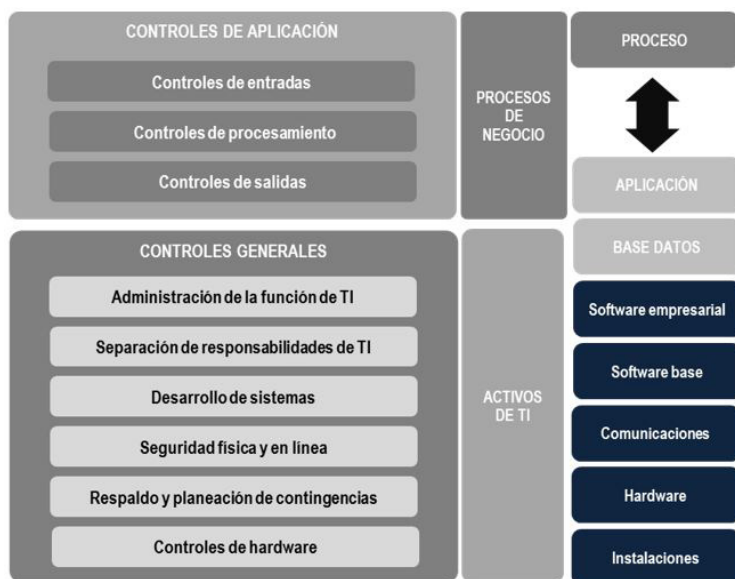 CONTROLES DE APLICACIÓN
Controles de entradas
Controles de procesamiento
Controles de salidas
PROCESOS
DE
NEGOCIO
PROCESO
APLICACIÓN
CONTROLES GENERALES
Administración de la función de TI
Separación de responsabilidades de TI
Desarrollo de sistemas
Seguridad física y en línea
Respaldo y planeación de contingencias
Controles de hardware
ACTIVOS
DE TI
BASE DATOS
Software empresarial
Software base
Comunicaciones
Hardware
Instalaciones